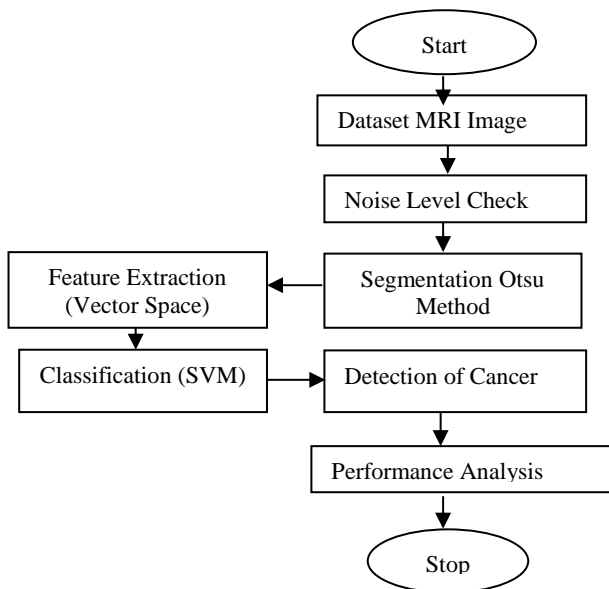 Start
Dataset MRI Image
Noise Level Check
Segmentation Otsu
Method
Feature Extraction
(Vector Space)
Classification (SVM)
Detection of Cancer
Performance Analysis
Stop